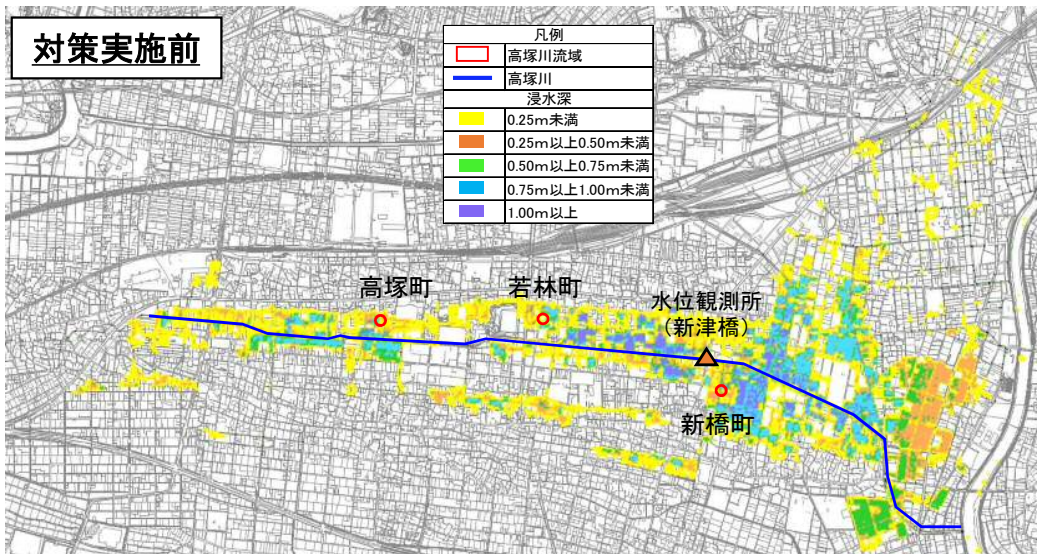 対策実施前
凡例
高塚川流域
高塚川
浸水深
0.25m未満
0.25m以上0.50m未満
0.50m以上0.75m未満
0.75m以上1.00m未満
1.00m以上
高塚町
若林町
水位観測所
(新津橋)
新橋町